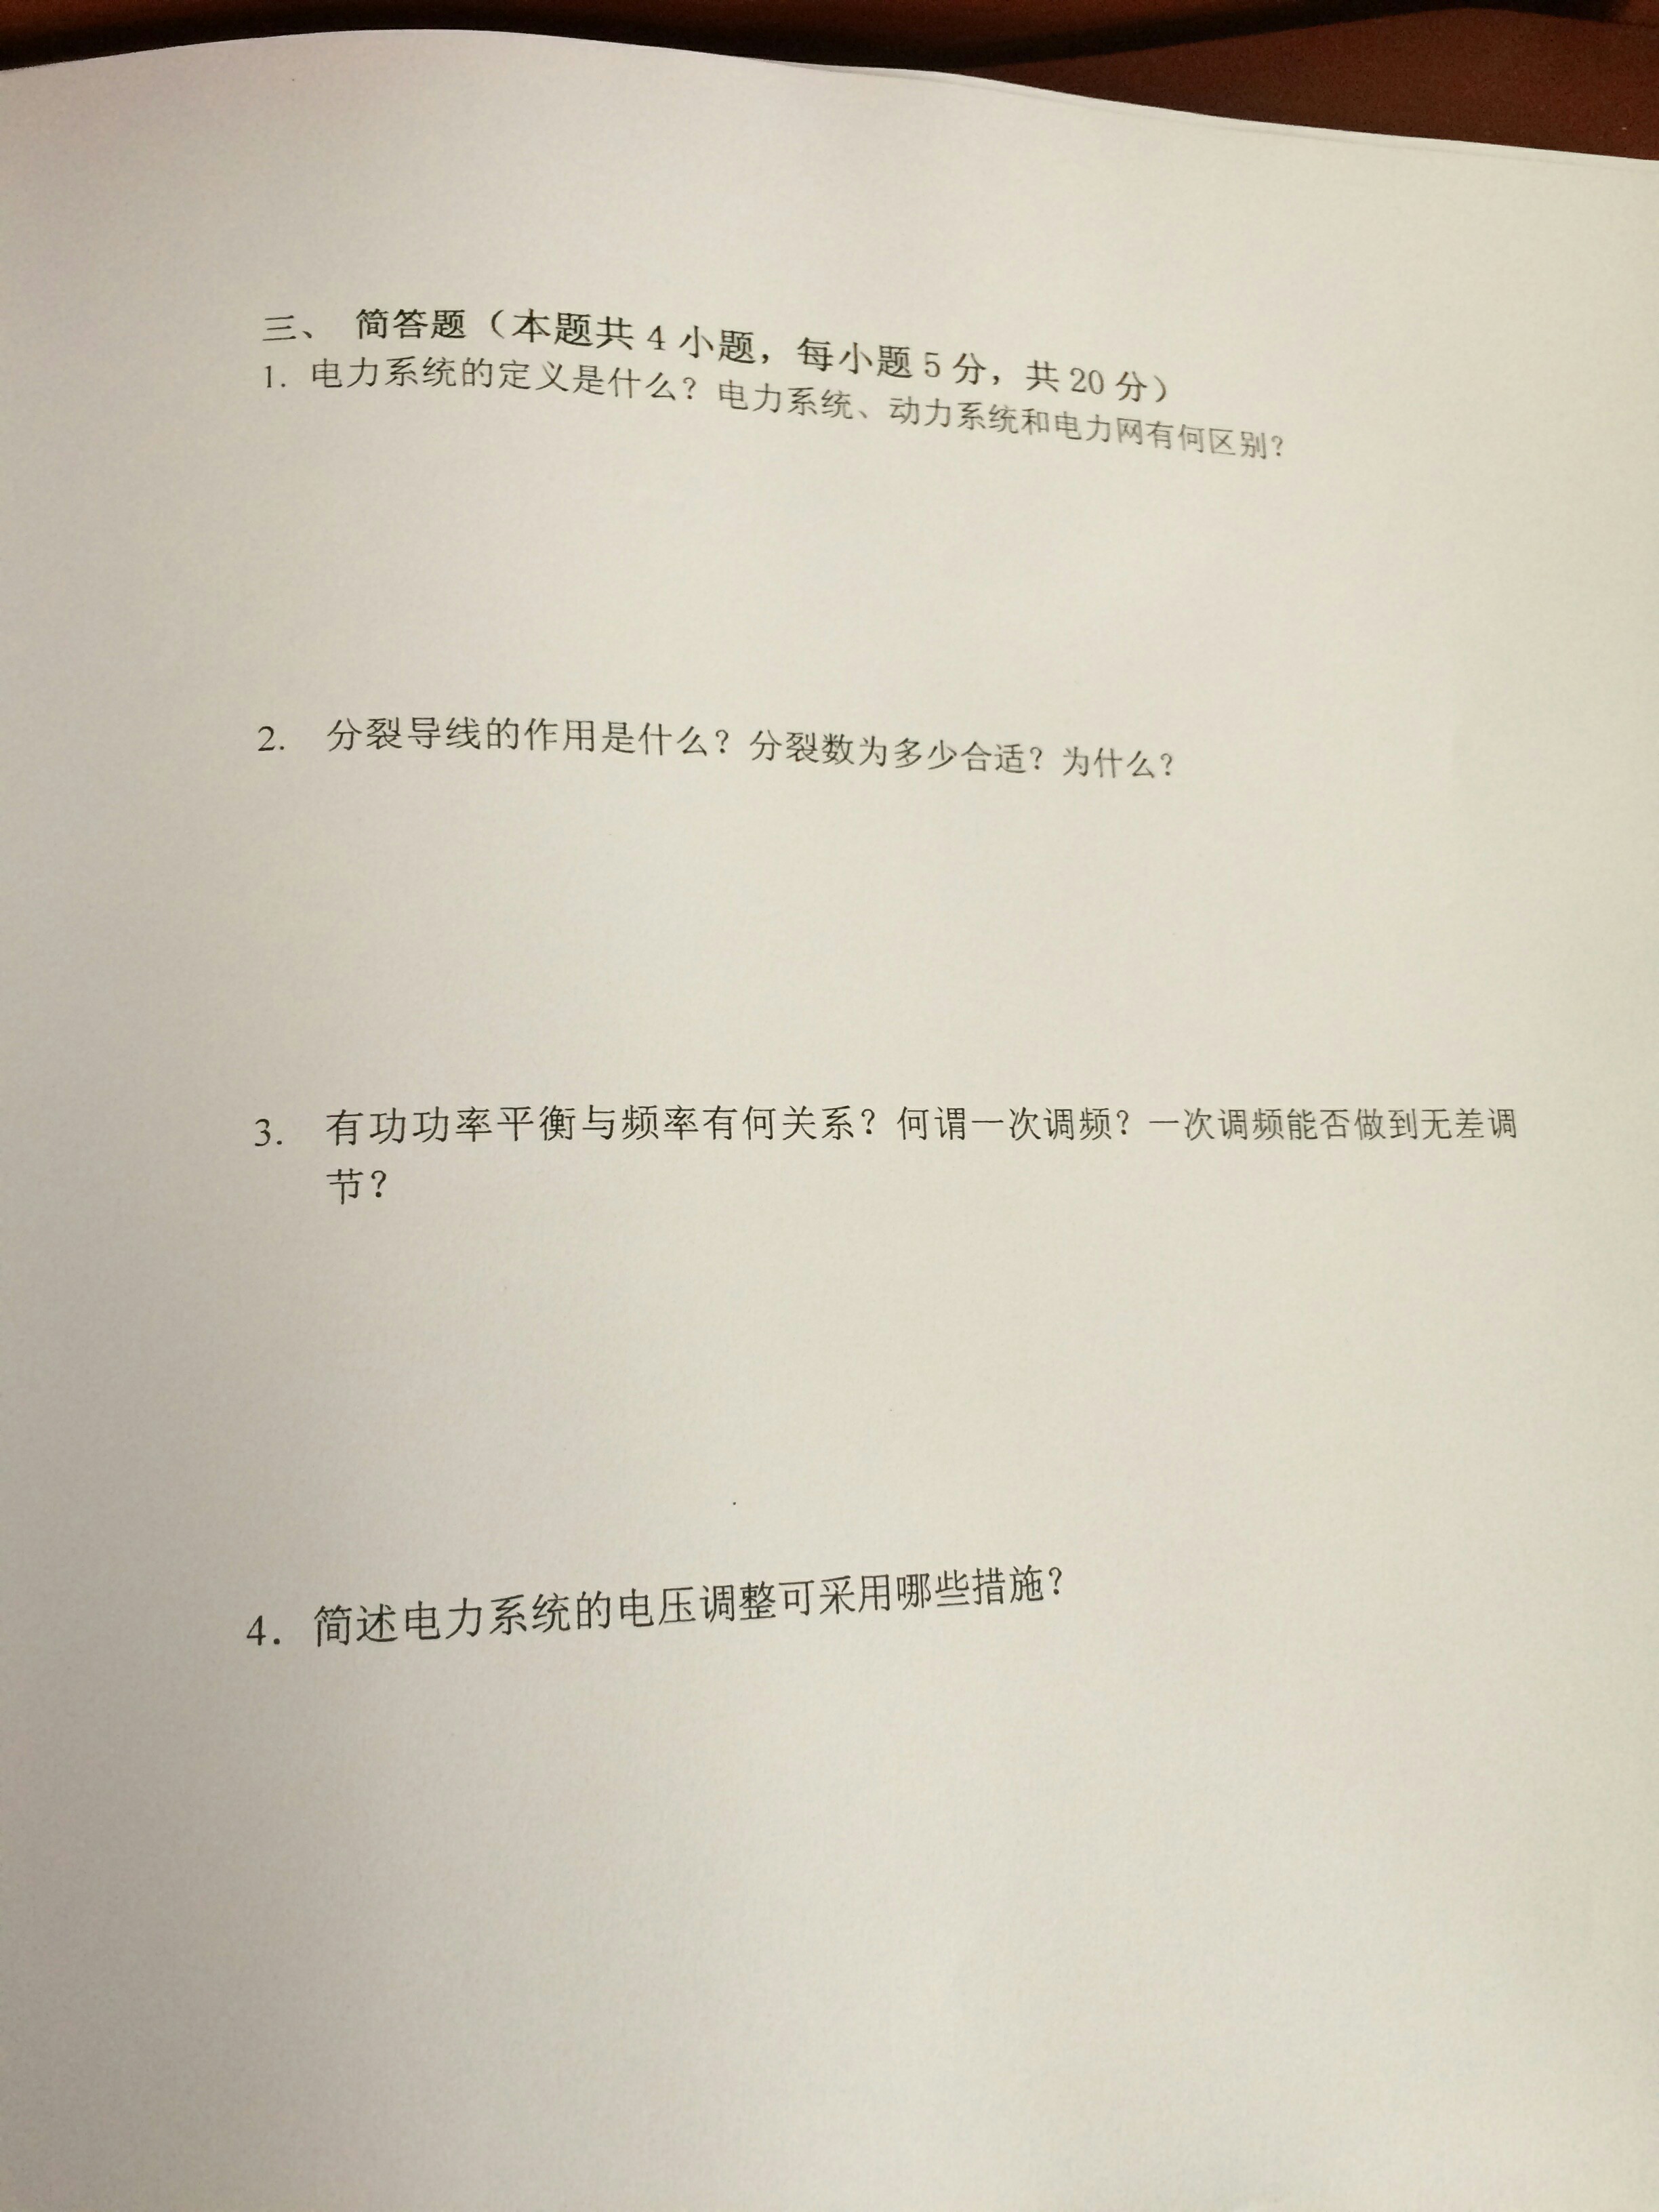 三、 简答题（本题共 4 小题，每小题 5 分，共 20 分）
1. 电力系统的定义是什么？电力系统、动力系统和电力网有何区别？
2. 分裂导线的作用是什么？分裂数为多少合适？为什么？
3. 有功功率平衡与频率有何关系？何谓一次调频？一次调频能否做到无差调
节？
4. 简述电力系统的电压调整可采用哪些措施？